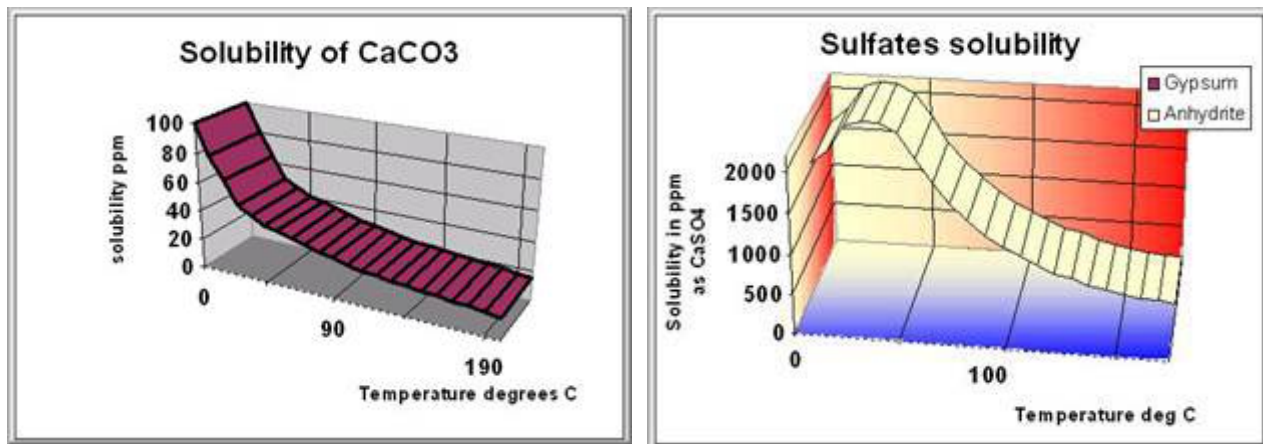 Solubility of CaCO3
solubility ppm
100
80
60
40
20
0
0
90
190
Temperature degrees C
Sulfates solubility
Gypsum
Anhydrite
Solubility in ppm
as CaSO4
2000
1500
1000
500
0
0
100
Temperature deg C